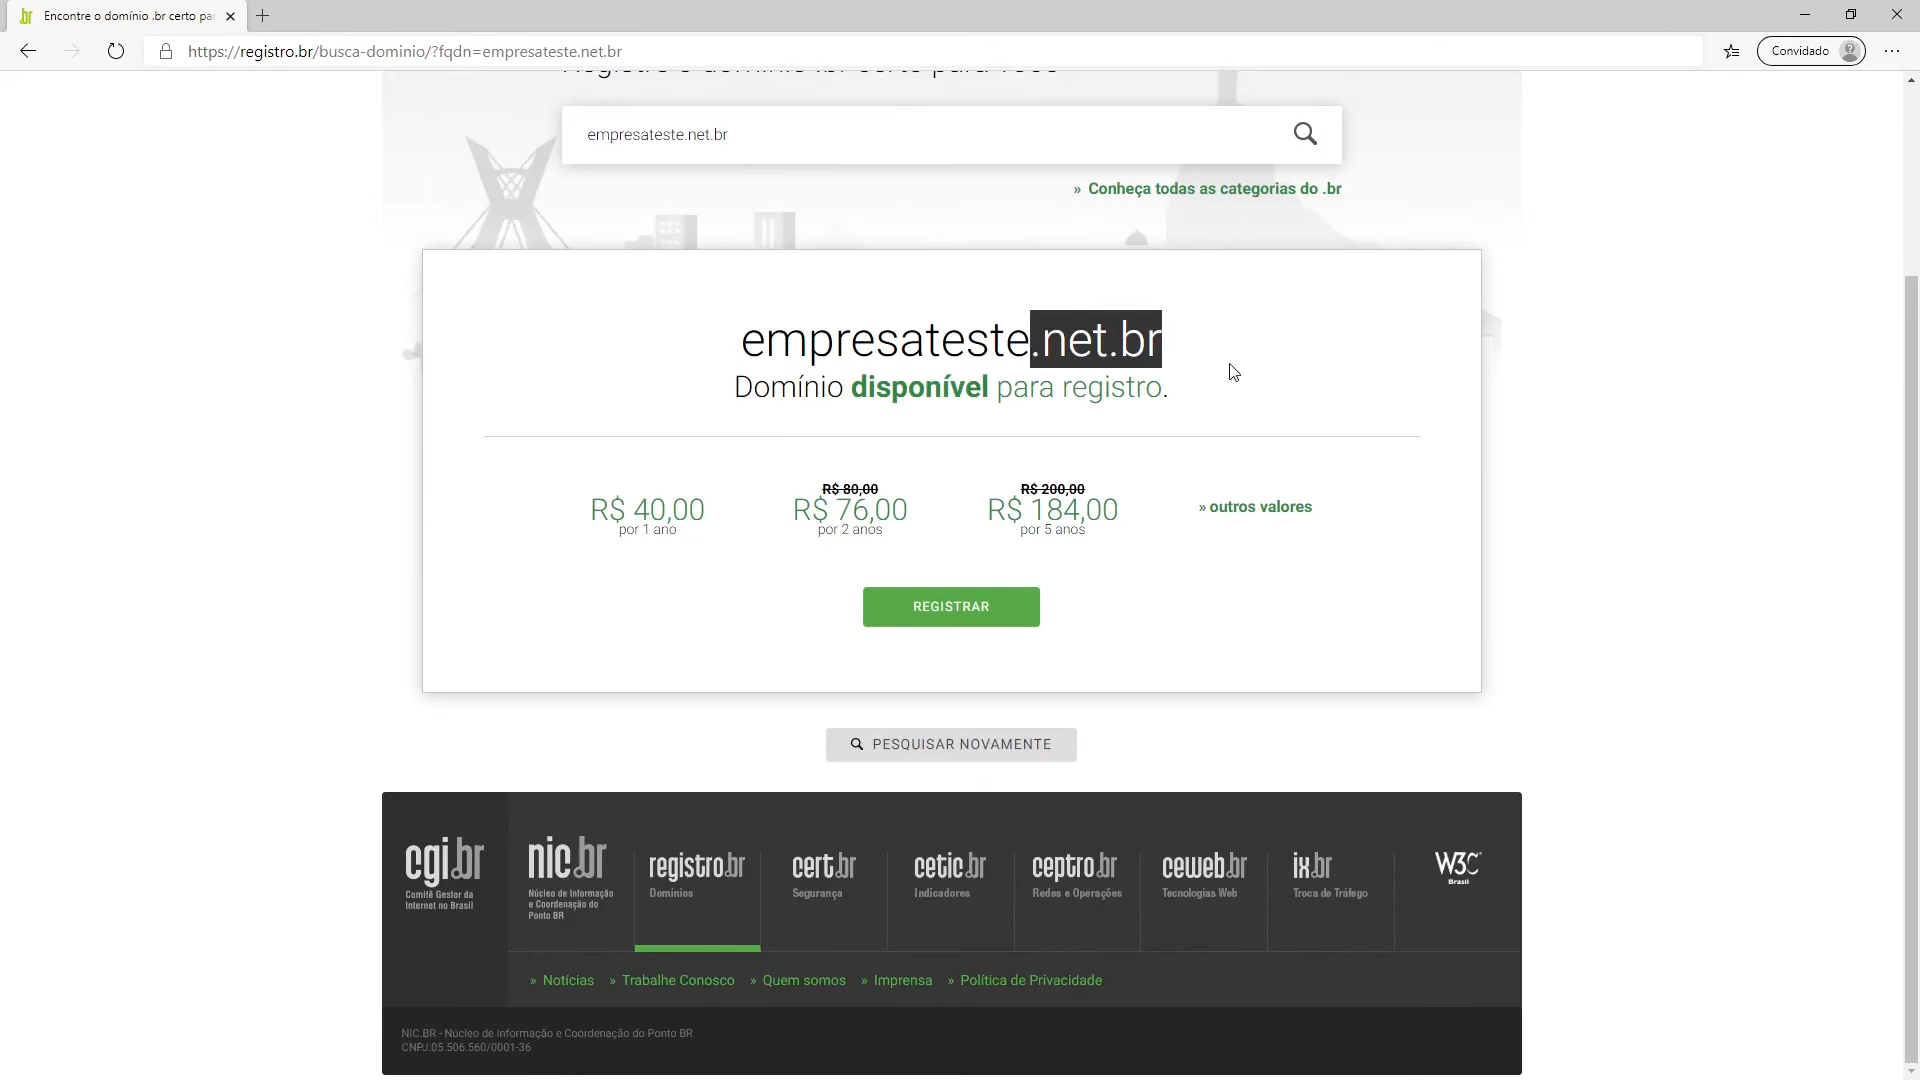 Encontre o domínio .br certo par
https://registro.br/busca-dominio/?fqdn=empresateste.net.br
Convidado
Registre o domínio .br certo para você
empresateste.net.br
» Conheça todas as categorias do .br
empresateste.net.br
Domínio disponível para registro.
R$ 80,00
R$ 200,00
R$ 40,00
R$ 76,00
R$ 184,00
» outros valores
por 1 ano
por 2 anos
por 5 anos
REGISTRAR
PESQUISAR NOVAMENTE
cgi.br
Comitê Gestor da
Internet no Brasil
nic.br
Núcleo de Informação
e Coordenação do
Ponto BR
registro.br
Domínios
cert.br
Segurança
cetic.br
Indicadores
ceptro.br
Redes e Operações
ceweb.br
Tecnologias Web
ix.br
Troca de Tráfego
W3C
Brasil
» Notícias » Trabalhe Conosco » Quem somos » Imprensa » Política de Privacidade
NIC.BR - Núcleo de Informação e Coordenação do Ponto BR
CNPJ:05.506.560/0001-36